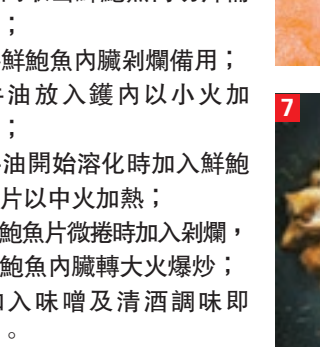 ；
鮮鮑魚內臟剁爛備用；
油放入鑊內以小火加
；
油開始溶化時加入鮮鮑
片以中火加熱；
鮑魚片微捲時加入剁爛，
鮑魚內臟轉大火爆炒；
入味噌及清酒調味即
。
7